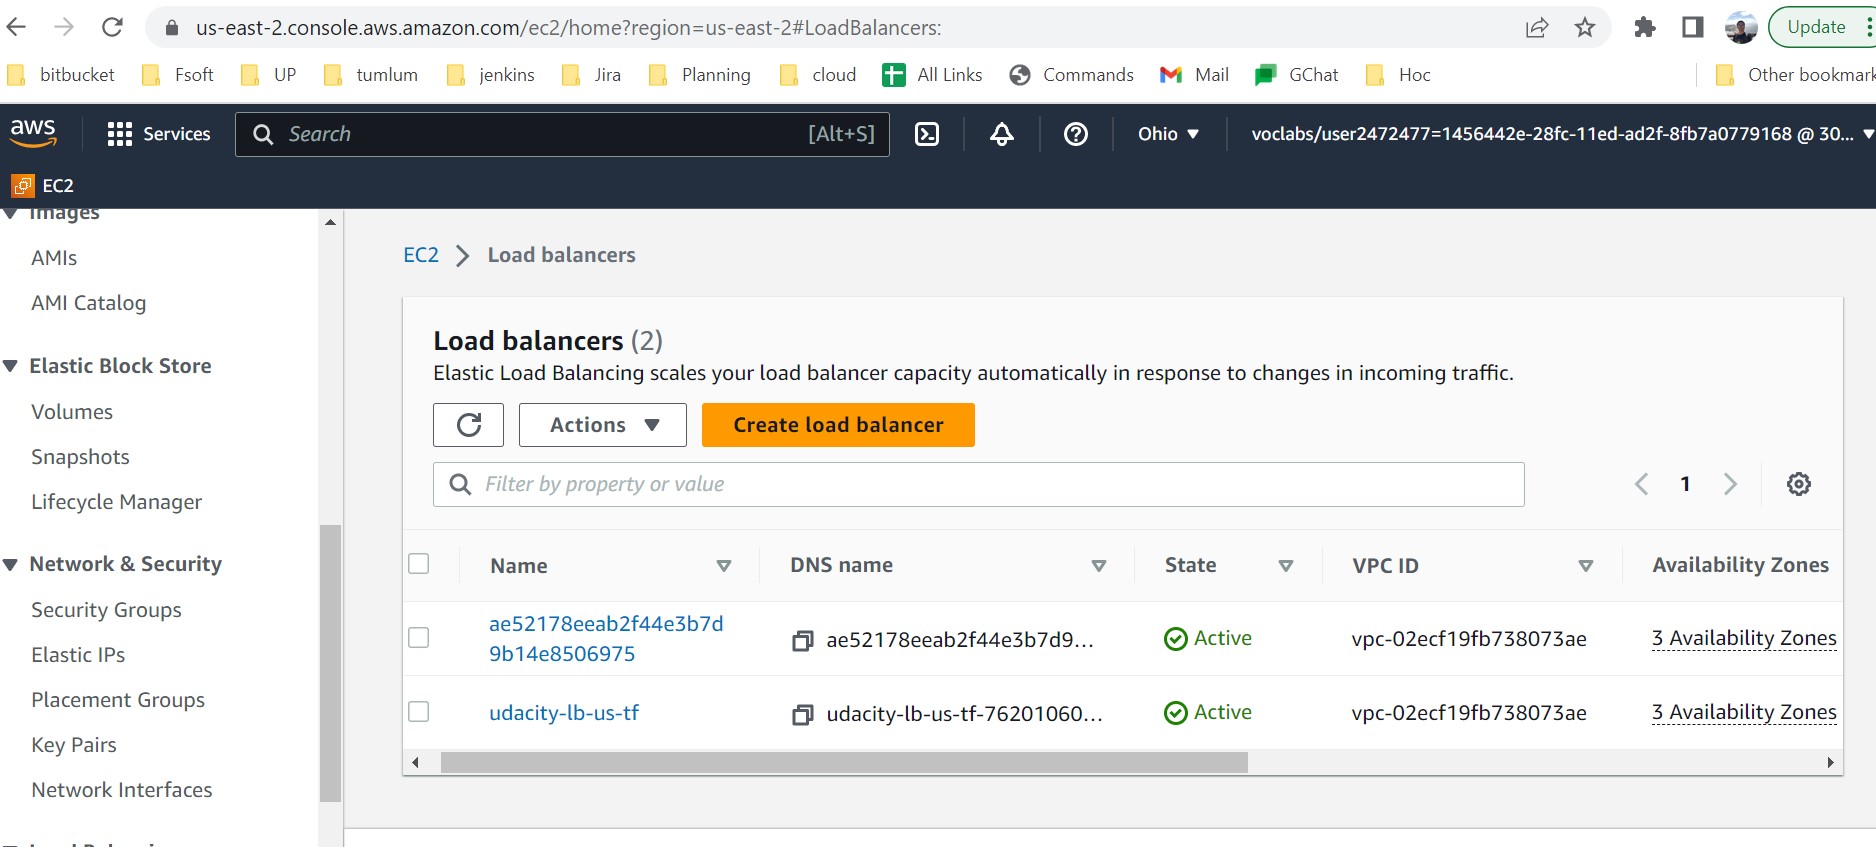 us-east-2.console.aws.amazon.com/ec2/home?region=us-east-2#LoadBalancers:
Update
bitbucket Fsoft UP tumlum jenkins Jira Planning cloud All Links Commands Mail GChat Hoc Other bookmark
aws Services Search [Alt+S] Ohio voclabs/user2472477=1456442e-28fc-11ed-ad2f-8fb7a0779168 @ 30...
EC2
Images
AMIs
AMI Catalog
Elastic Block Store
Volumes
Snapshots
Lifecycle Manager
Network & Security
Security Groups
Elastic IPs
Placement Groups
Key Pairs
Network Interfaces
EC2 > Load balancers
Load balancers (2)
Elastic Load Balancing scales your load balancer capacity automatically in response to changes in incoming traffic.
Actions Create load balancer
Filter by property or value 1
Name DNS name State VPC ID Availability Zones
ae52178eeab2f44e3b7d
9b14e8506975 ae52178eeab2f44e3b7d9... Active vpc-02ecf19fb738073ae 3 Availability Zones
udacity-lb-us-tf udacity-lb-us-tf-76201060... Active vpc-02ecf19fb738073ae 3 Availability Zones